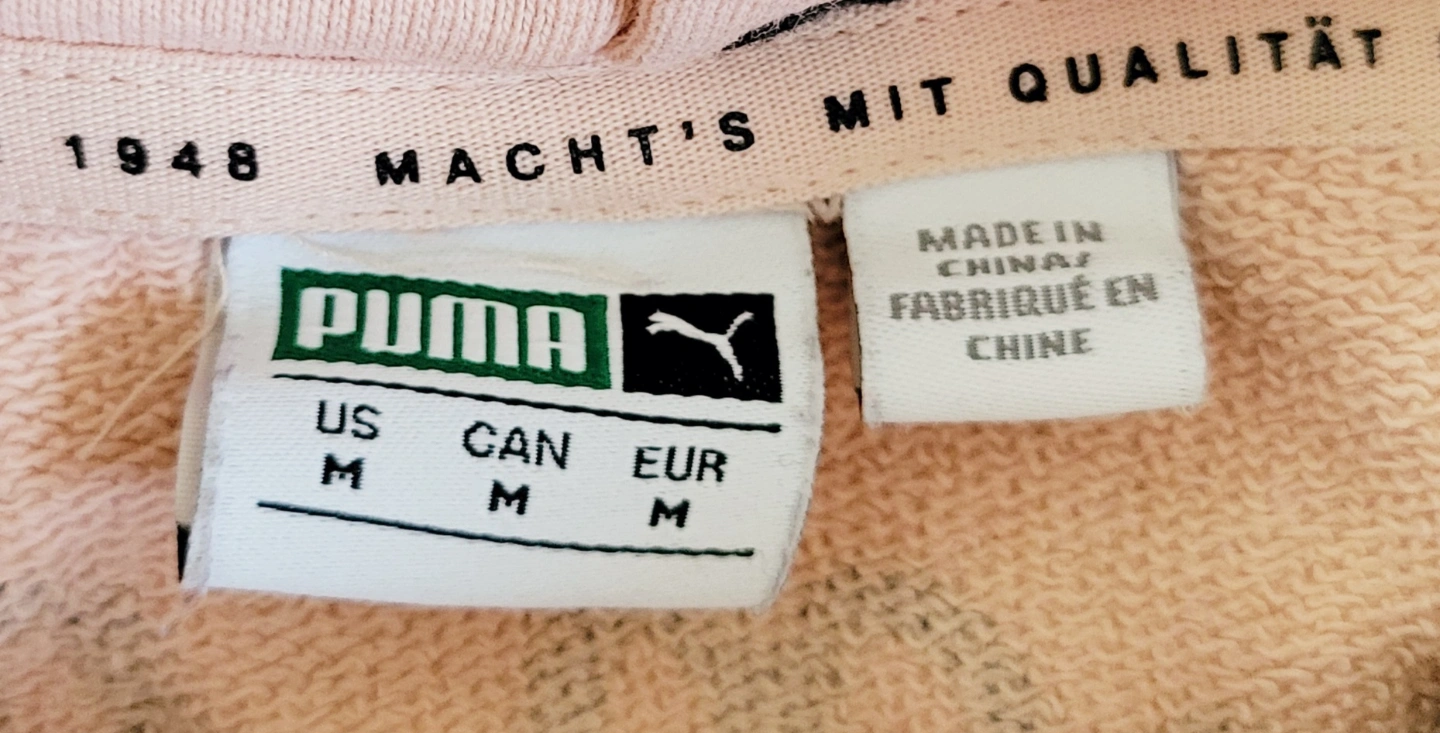 1948 MACHT'S MIT QUALITÄT
PUMA
US CAN EUR
M M M
MADE IN
CHINA/
FABRIQUÉ EN
CHINE